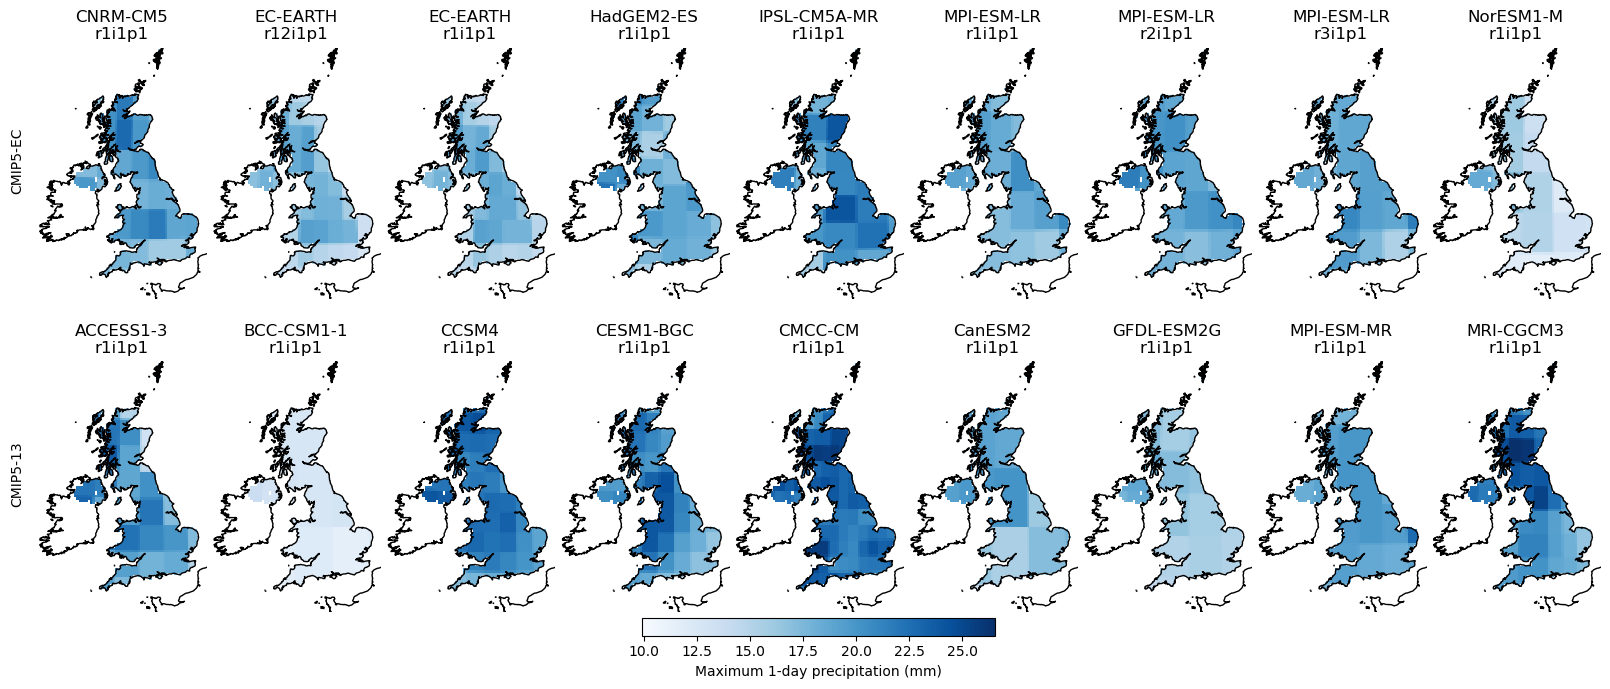 CNRM-CM5
r1i1p1
EC-EARTH
r12i1p1
EC-EARTH
r1i1p1
HadGEM2-ES
r1i1p1
IPSL-CM5A-MR
r1i1p1
MPI-ESM-LR
r1i1p1
MPI-ESM-LR
r2i1p1
MPI-ESM-LR
r3i1p1
NorESM1-M
r1i1p1
CMIP5-EC
ACCESS1-3
r1i1p1
BCC-CSM1-1
r1i1p1
CCSM4
r1i1p1
CESM1-BGC
r1i1p1
CMCC-CM
r1i1p1
CanESM2
r1i1p1
GFDL-ESM2G
r1i1p1
MPI-ESM-MR
r1i1p1
MRI-CGCM3
r1i1p1
CMIP5-13
10.0 12.5 15.0 17.5 20.0 22.5 25.0
Maximum 1-day precipitation (mm)